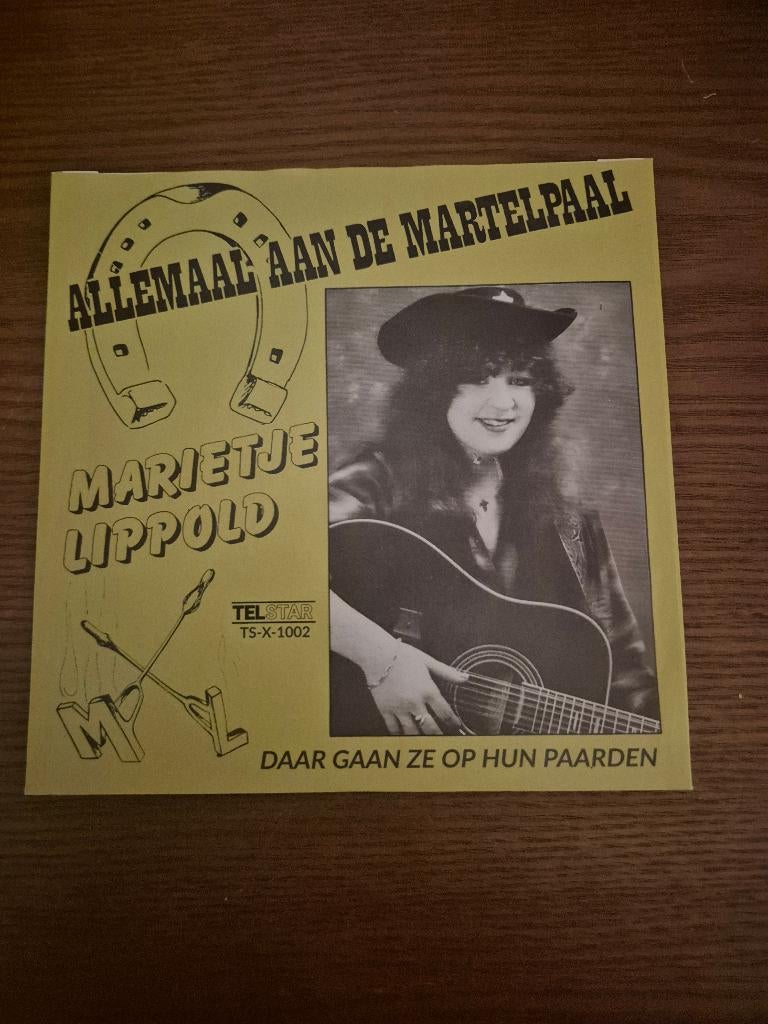 ALLEMAAL AAN DE MARTELPAAL
MARIETJE
LIPPOLD
TELSTAR
TS-X-1002
M L
DAAR GAAN ZE OP HUN PAARDEN